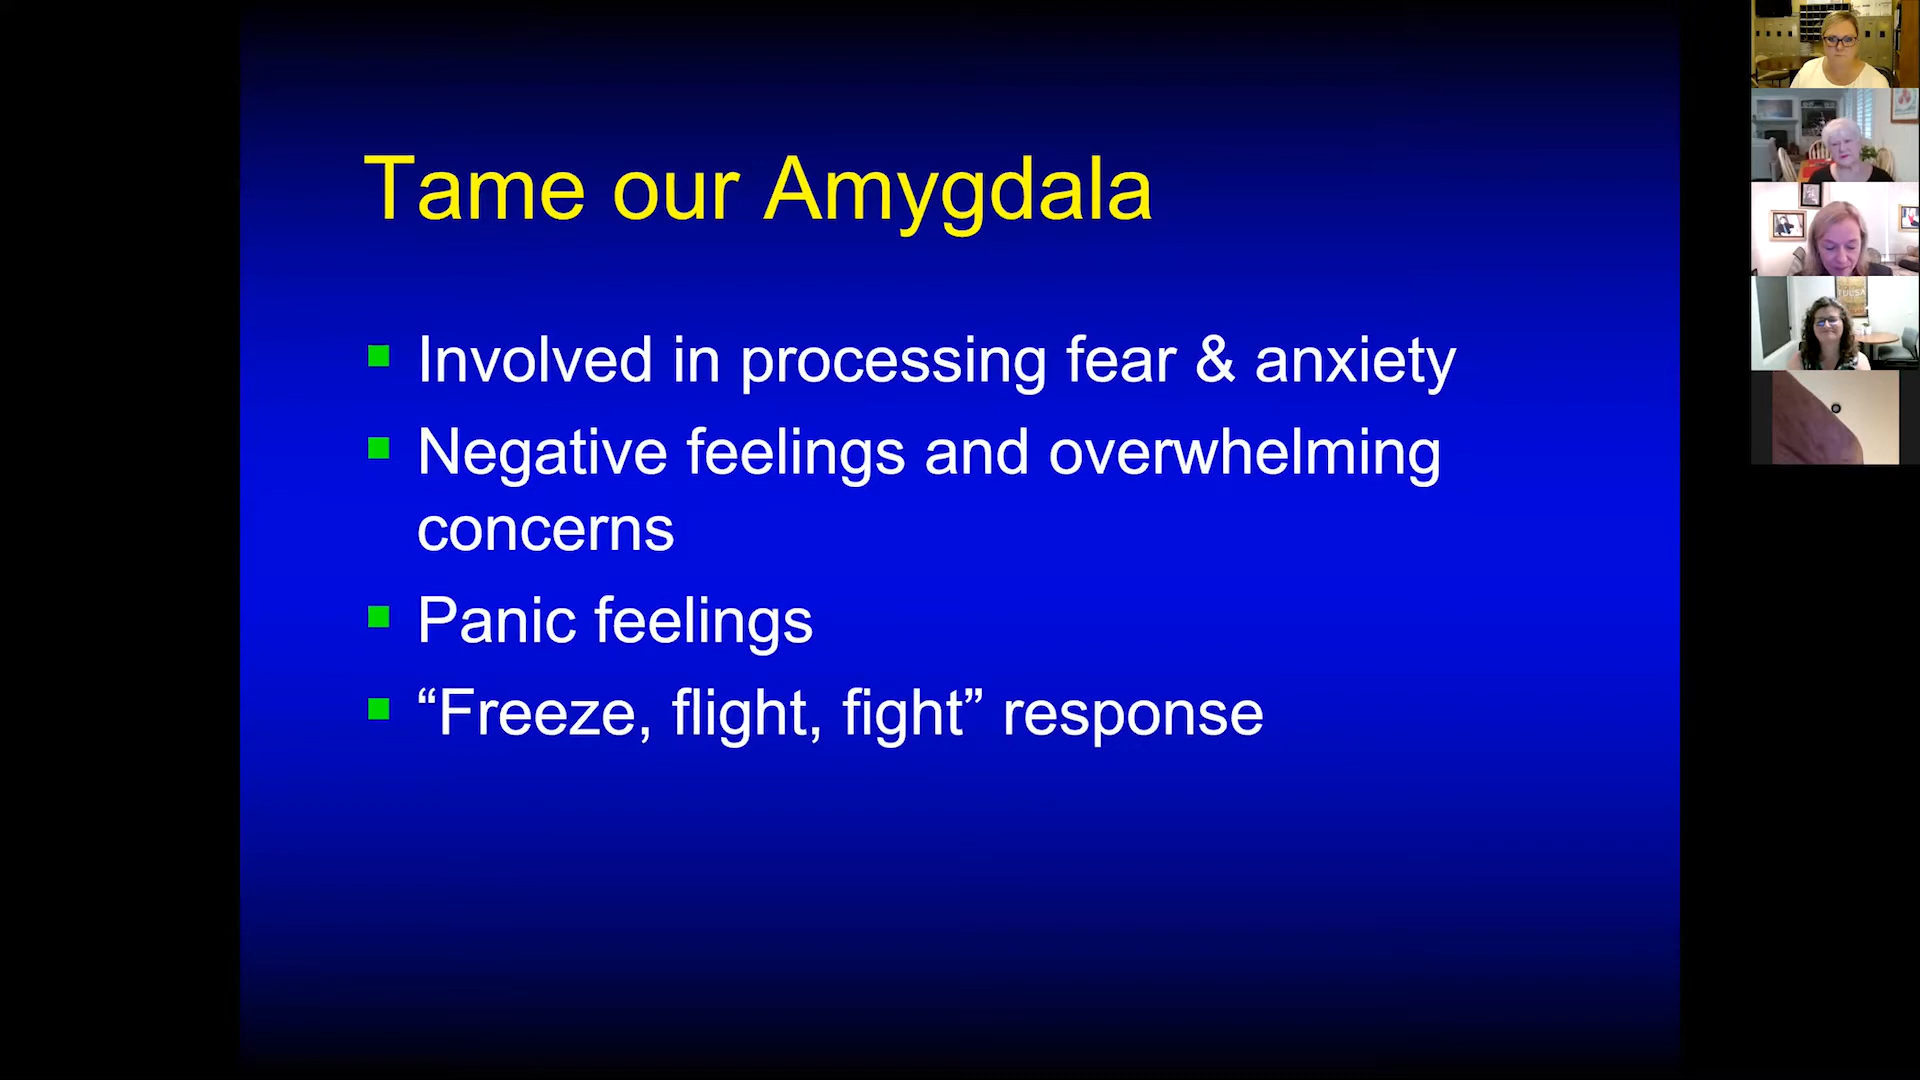 Tame our Amygdala
Involved in processing fear & anxiety
Negative feelings and overwhelming
concerns
Panic feelings
“Freeze, flight, fight” response
TULSA